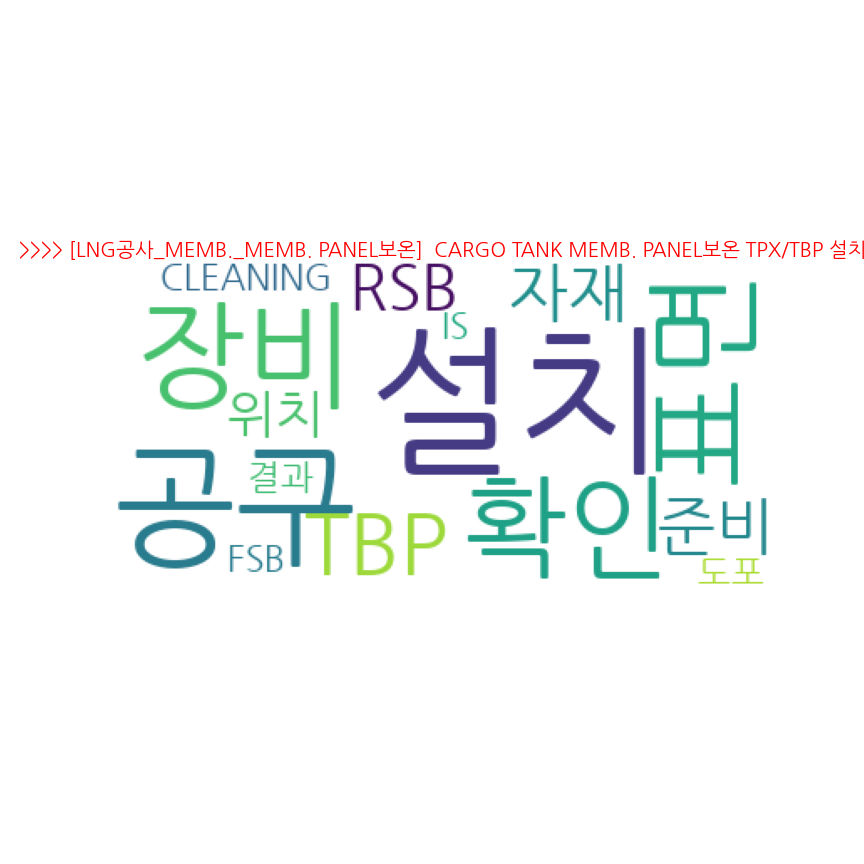 >>>> [LNG공사_MEMB._MEMB. PANEL보온]  CARGO TANK MEMB. PANEL보온 TPX/TBP 설치
CLEANING
RSB
자재
IS
장비
설치
표면
위치
공구
결과
TBP
확인
준비
FSB
도포